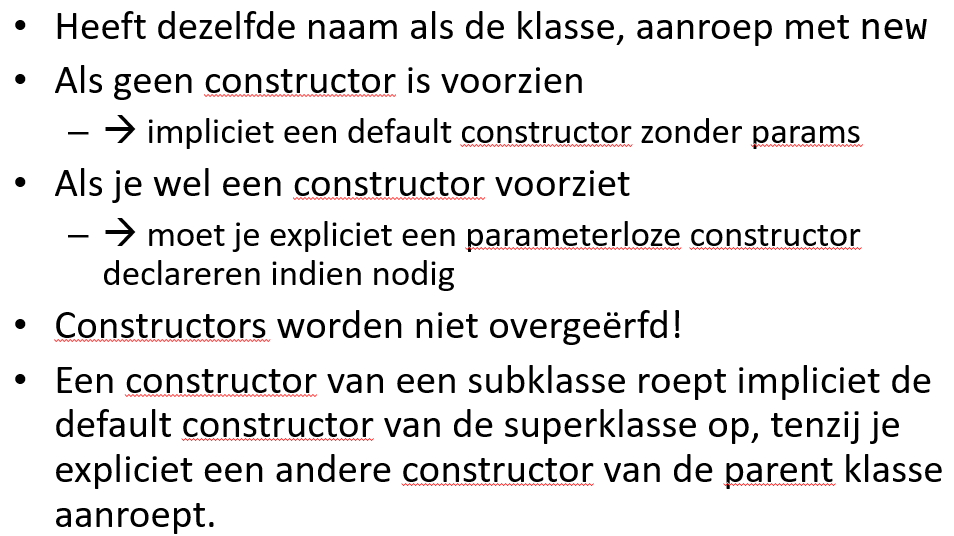 • Heeft dezelfde naam als de klasse, aanroep met new
• Als geen constructor is voorzien
– → impliciet een default constructor zonder params
• Als je wel een constructor voorziet
– → moet je expliciet een parameterloze constructor
declareren indien nodig
• Constructors worden niet overgeërfd!
• Een constructor van een subklasse roept impliciet de
default constructor van de superklasse op, tenzij je
expliciet een andere constructor van de parent klasse
aanroept.